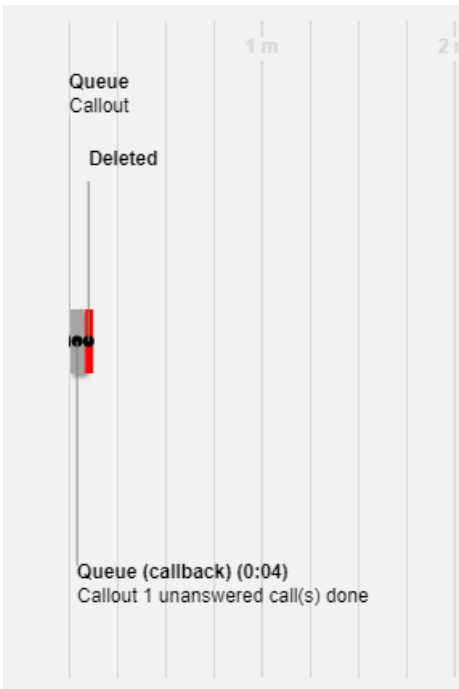 1 m
2
Queue
Callout
Deleted
Queue (callback) (0:04)
Callout 1 unanswered call(s) done